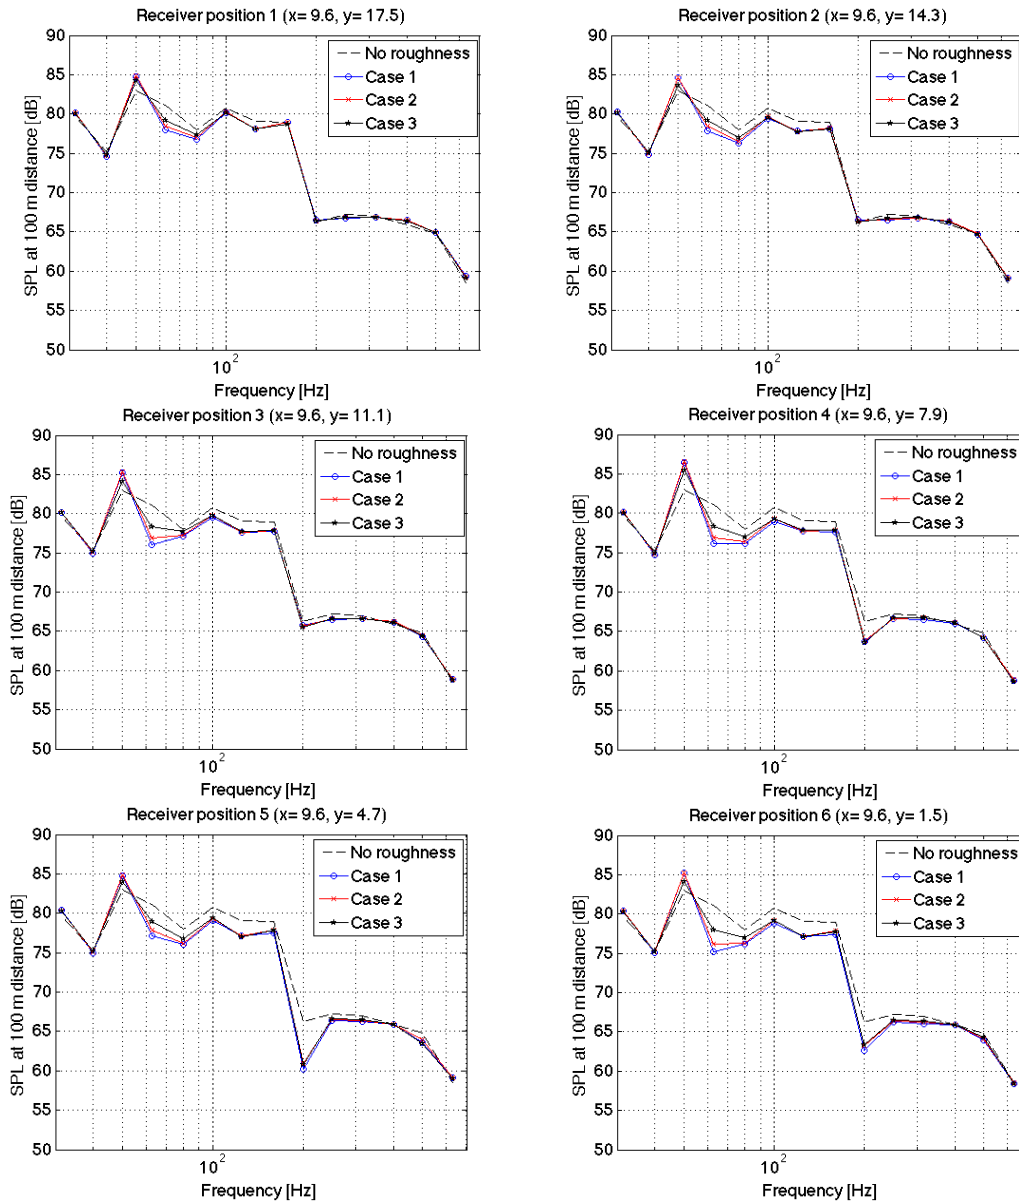 Receiver position 1 (x= 9.6, y= 17.5)
90
85
80
75
70
65
60
55
50
SPL at 100 m distance [dB]
No roughness
Case 1
Case 2
Case 3
10²
Frequency [Hz]
Receiver position 2 (x= 9.6, y= 14.3)
90
85
80
75
70
65
60
55
50
SPL at 100 m distance [dB]
No roughness
Case 1
Case 2
Case 3
10²
Frequency [Hz]
Receiver position 3 (x= 9.6, y= 11.1)
90
85
80
75
70
65
60
55
50
SPL at 100 m distance [dB]
No roughness
Case 1
Case 2
Case 3
10²
Frequency [Hz]
Receiver position 4 (x= 9.6, y= 7.9)
90
85
80
75
70
65
60
55
50
SPL at 100 m distance [dB]
No roughness
Case 1
Case 2
Case 3
10²
Frequency [Hz]
Receiver position 5 (x= 9.6, y= 4.7)
90
85
80
75
70
65
60
55
50
SPL at 100 m distance [dB]
No roughness
Case 1
Case 2
Case 3
10²
Frequency [Hz]
Receiver position 6 (x= 9.6, y= 1.5)
90
85
80
75
70
65
60
55
50
SPL at 100 m distance [dB]
No roughness
Case 1
Case 2
Case 3
10²
Frequency [Hz]